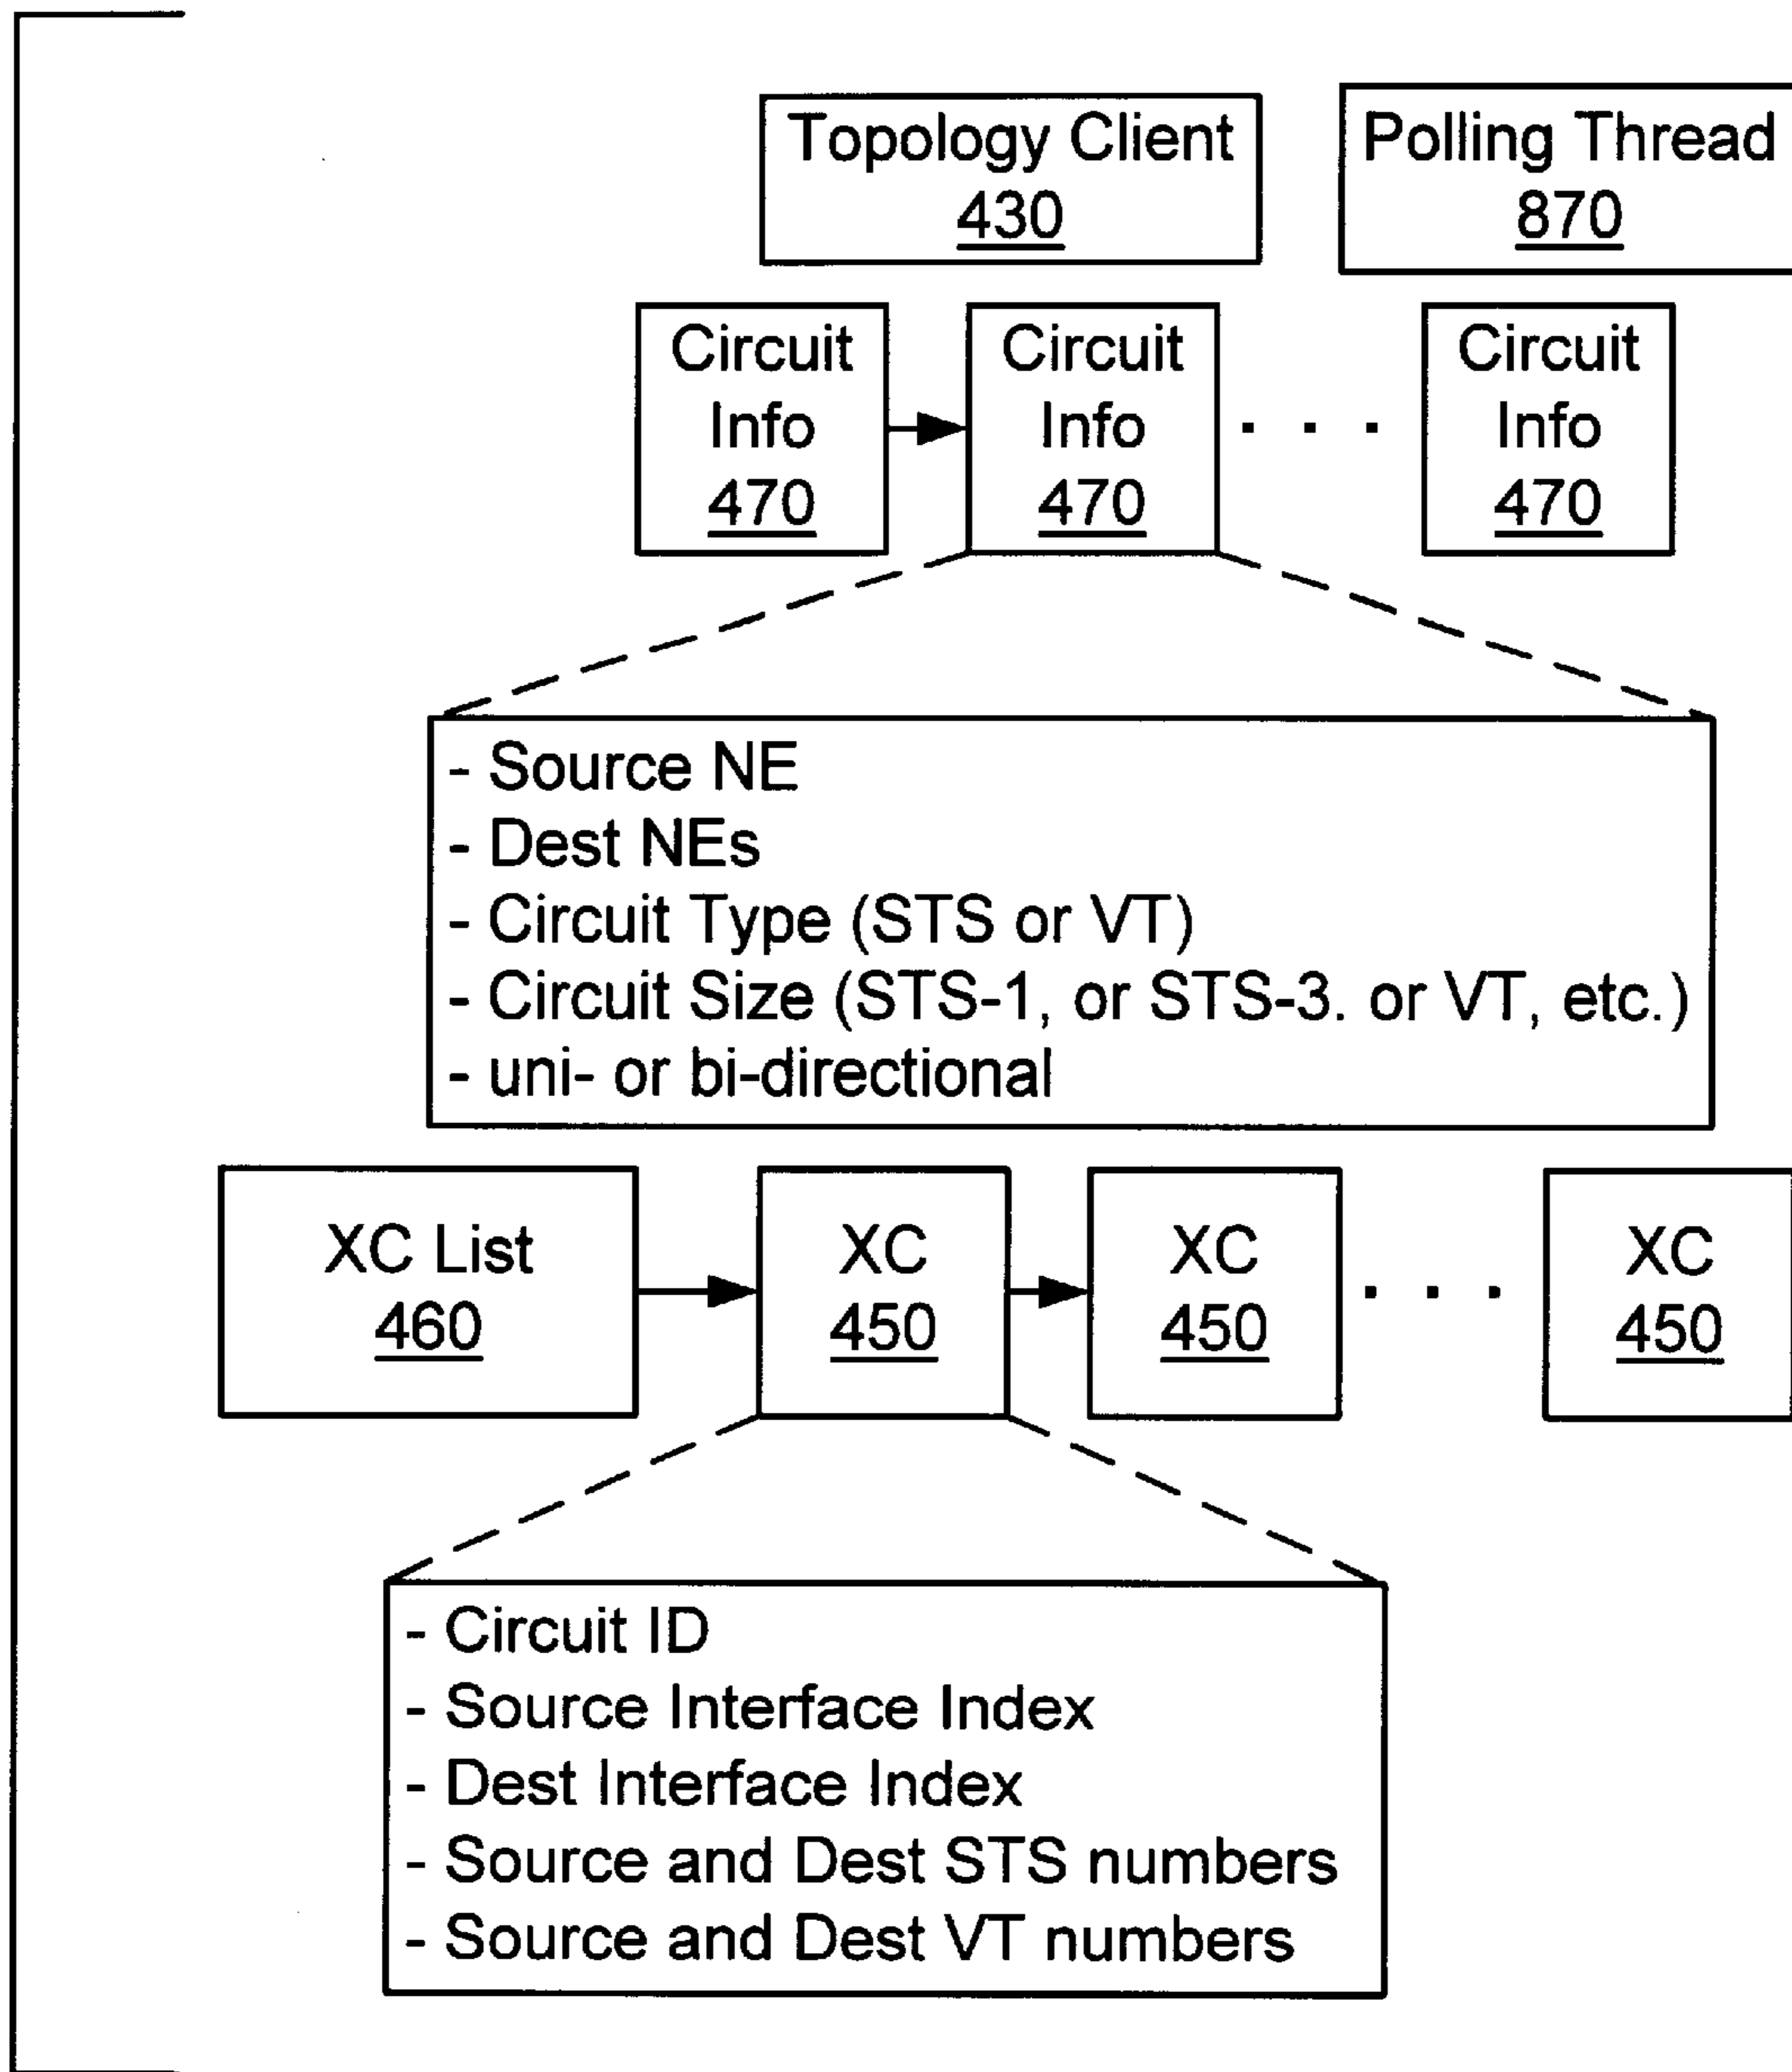 Topology Client
430
Polling Thread
870
Circuit
Info
470
Circuit
Info
470
. . .
Circuit
Info
470
- Source NE
- Dest NEs
- Circuit Type (STS or VT)
- Circuit Size (STS-1, or STS-3. or VT, etc.)
- uni- or bi-directional
XC List
460
XC
450
XC
450
. . .
XC
450
- Circuit ID
- Source Interface Index
- Dest Interface Index
- Source and Dest STS numbers
- Source and Dest VT numbers